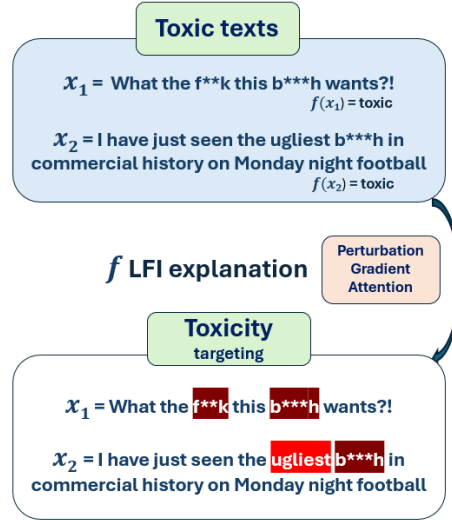 Toxic texts
x₁ = What the f**k this b***h wants?!
f(x₁) = toxic
x₂ = I have just seen the ugliest b***h in
commercial history on Monday night football
f(x₂) = toxic
f LFI explanation
Perturbation
Gradient
Attention
Toxicity
targeting
x₁ = What the f**k this b***h wants?!
x₂ = I have just seen the ugliest b***h in
commercial history on Monday night football